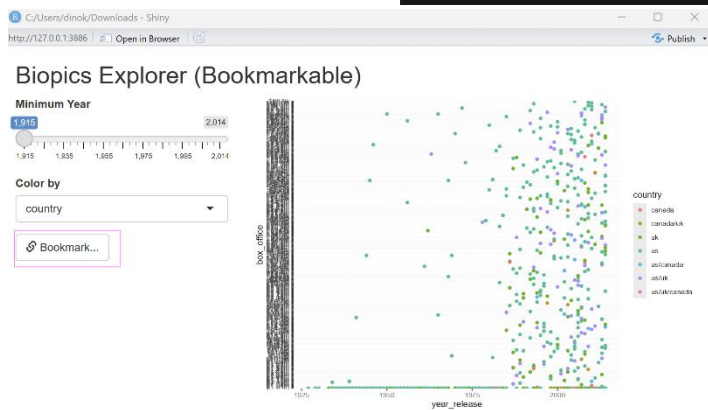 C:/Users/dinok/Downloads - Shiny
http://127.0.0.1:3886 Open in Browser Publish
Biopics Explorer (Bookmarkable)
Minimum Year
1,915 2,014
1,915 1,935 1,955 1,975 1,995 2,014
Color by
country
Bookmark...
box_office
1925 1950 1975 2000
year_release
country
canada
canada/uk
uk
us
us/canada
us/uk
us/uk/canada